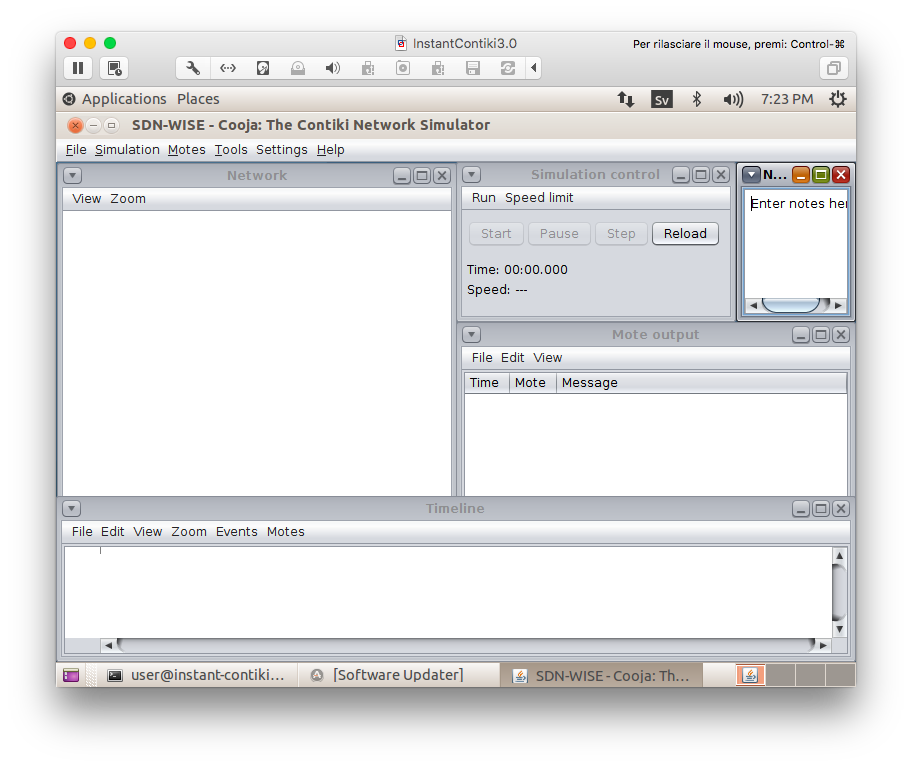 InstantContiki3.0
Per rilasciare il mouse, premi: Control-⌘
Applications Places
Sv
7:23 PM
SDN-WISE - Cooja: The Contiki Network Simulator
File Simulation Motes Tools Settings Help
Network
View Zoom
Simulation control
Run Speed limit
Start Pause Step Reload
Time: 00:00.000
Speed: ---
N...
Enter notes her
Mote output
File Edit View
Time Mote Message
Timeline
File Edit View Zoom Events Motes
user@instant-contiki... [Software Updater] SDN-WISE - Cooja: Th...